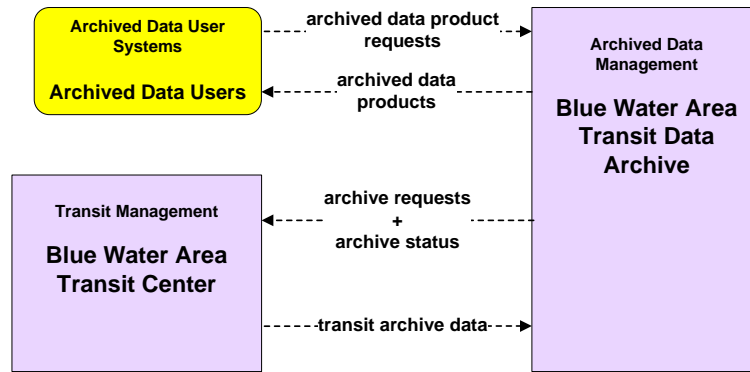 Archived Data User
Systems
Archived Data Users
archived data product
requests
archived data
products
Archived Data
Management
Blue Water Area
Transit Data
Archive
Transit Management
Blue Water Area
Transit Center
archive requests
+
archive status
transit archive data